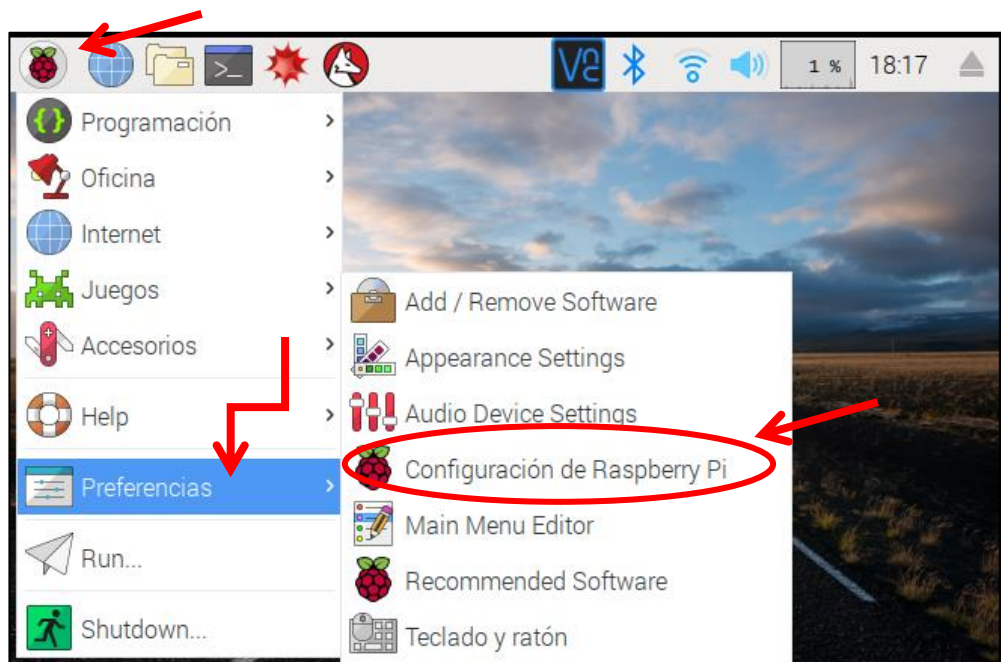 V2
1 %
18:17
>_
Programación
Oficina
Internet
Juegos
Accesorios
Help
Preferencias
Run...
Shutdown...
Add / Remove Software
Appearance Settings
Audio Device Settings
Configuración de Raspberry Pi
Main Menu Editor
Recommended Software
Teclado y ratón